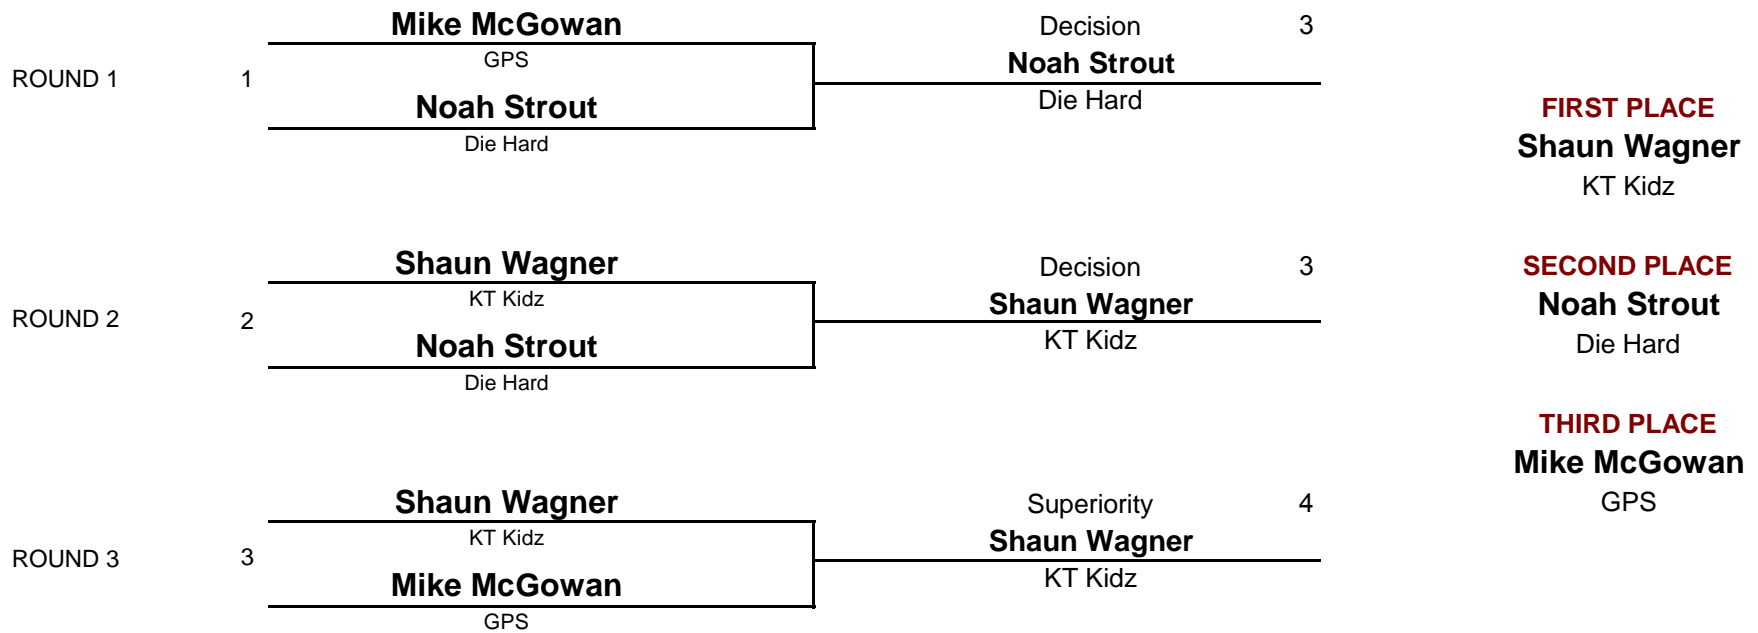 Mike McGowan
GPS
ROUND 1
1
Noah Strout
Die Hard
Decision
3
Noah Strout
Die Hard
Shaun Wagner
KT Kidz
ROUND 2
2
Noah Strout
Die Hard
Decision
3
Shaun Wagner
KT Kidz
Shaun Wagner
KT Kidz
ROUND 3
3
Mike McGowan
GPS
Superiority
4
Shaun Wagner
KT Kidz
FIRST PLACE
Shaun Wagner
KT Kidz
SECOND PLACE
Noah Strout
Die Hard
THIRD PLACE
Mike McGowan
GPS